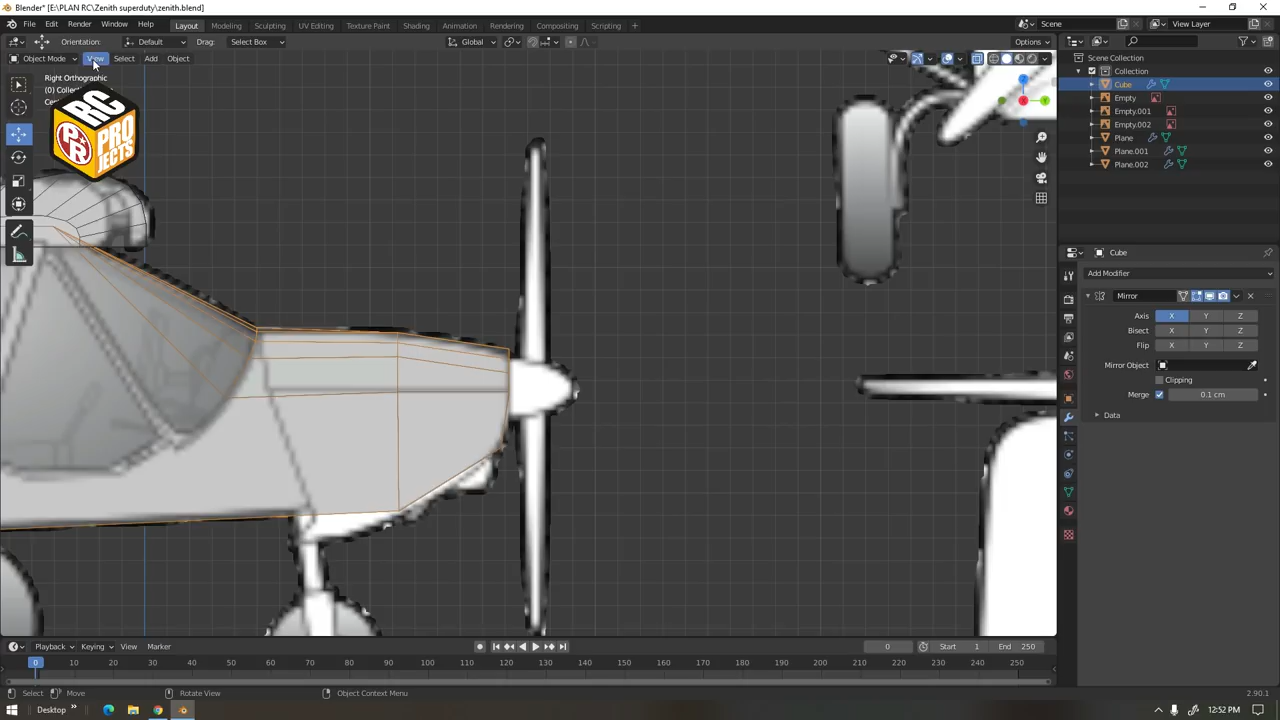 Blender* [E:\PLAN RC\Zenith superduty\zenith.blend]
File Edit Render Window Help Layout Modeling Sculpting UV Editing Texture Paint Shading Animation Rendering Compositing Scripting + Scene View Layer
Orientation: Default Drag: Select Box Global Options
Object Mode View Select Add Object Scene Collection
Right Orthographic
(0) Collec
Ce
RC
PR
PROJECTS
Collection
Cube
Empty
Empty.001
Empty.002
Plane
Plane.001
Plane.002
Cube
Add Modifier
Mirror
Axis X Y Z
Bisect X Y Z
Flip X Y Z
Mirror Object
Clipping
Merge 0.1 cm
Data
Playback Keying View Marker 0 Start 1 End 250
0 10 20 30 40 50 60 70 80 90 100 110 120 130 140 150 160 170 180 190 200 210 220 230 240 250
Select Move Rotate View Object Context Menu 2.90.1
Desktop 12:52 PM